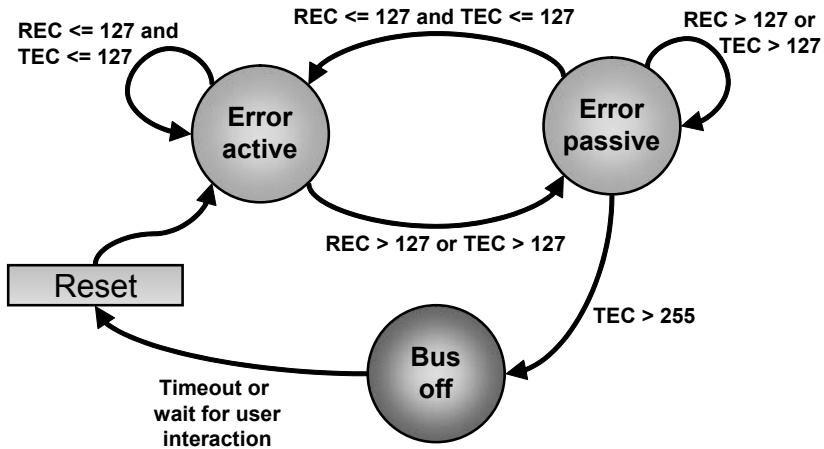 REC <= 127 and
TEC <= 127
REC <= 127 and TEC <= 127
REC > 127 or
TEC > 127
Error
active
Error
passive
REC > 127 or TEC > 127
Reset
TEC > 255
Bus
off
Timeout or
wait for user
interaction